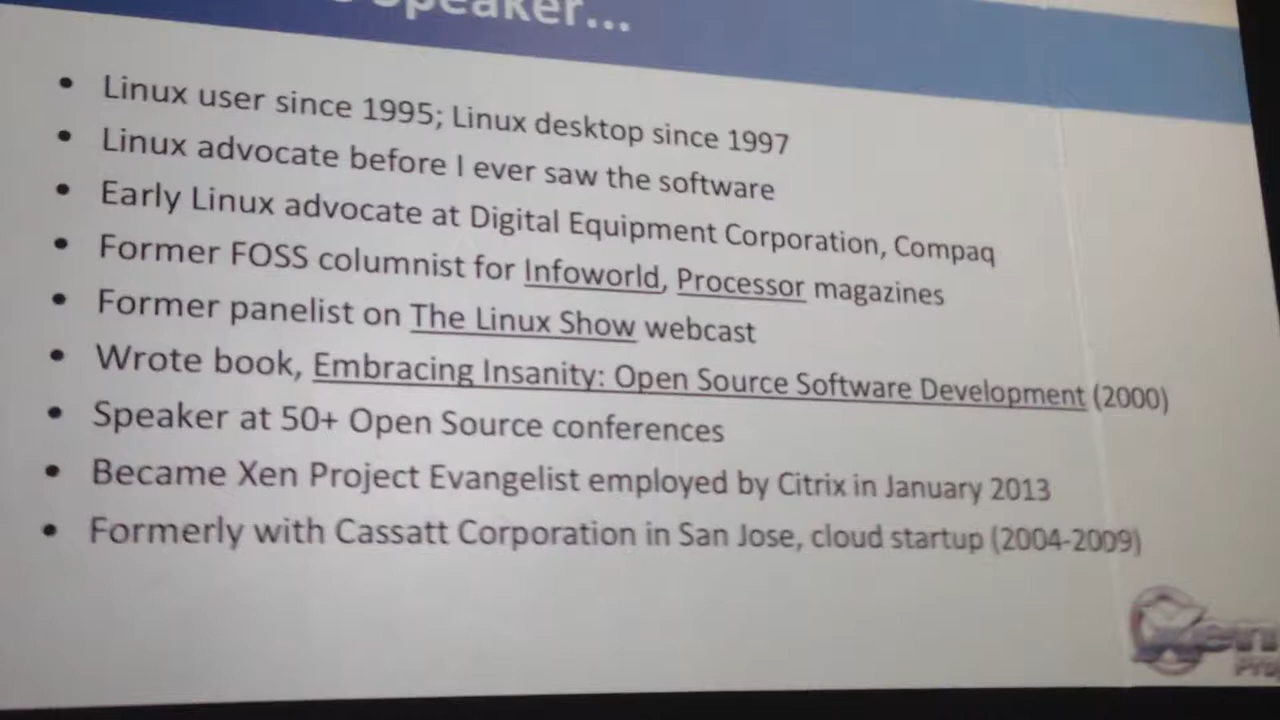 Speaker...
• Linux user since 1995; Linux desktop since 1997
• Linux advocate before I ever saw the software
• Early Linux advocate at Digital Equipment Corporation, Compaq
• Former FOSS columnist for Infoworld, Processor magazines
• Former panelist on The Linux Show webcast
• Wrote book, Embracing Insanity: Open Source Software Development (2000)
• Speaker at 50+ Open Source conferences
• Became Xen Project Evangelist employed by Citrix in January 2013
• Formerly with Cassatt Corporation in San Jose, cloud startup (2004-2009)
Xen